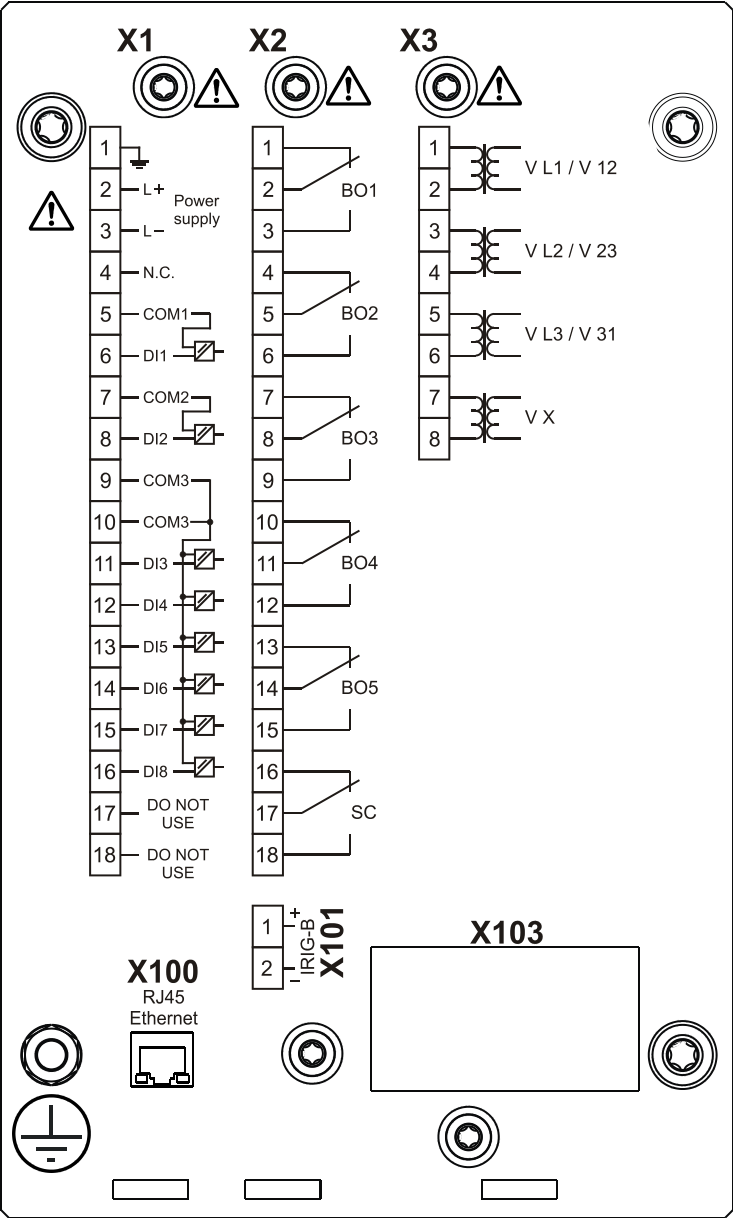 X1
X2
X3
1
2 L+ Power
supply
3 L−
4 N.C.
5 COM1
6 DI1
7 COM2
8 DI2
9 COM3
10 COM3
11 DI3
12 DI4
13 DI5
14 DI6
15 DI7
16 DI8
17 DO NOT
USE
18 DO NOT
USE
1
2 BO1
3
4
5 BO2
6
7
8 BO3
9
10
11 BO4
12
13
14 BO5
15
16
17 SC
18
1 V L1 / V 12
2
3 V L2 / V 23
4
5 V L3 / V 31
6
7 V X
8
1 +
2 −
IRIG-B
X101
X103
X100
RJ45
Ethernet